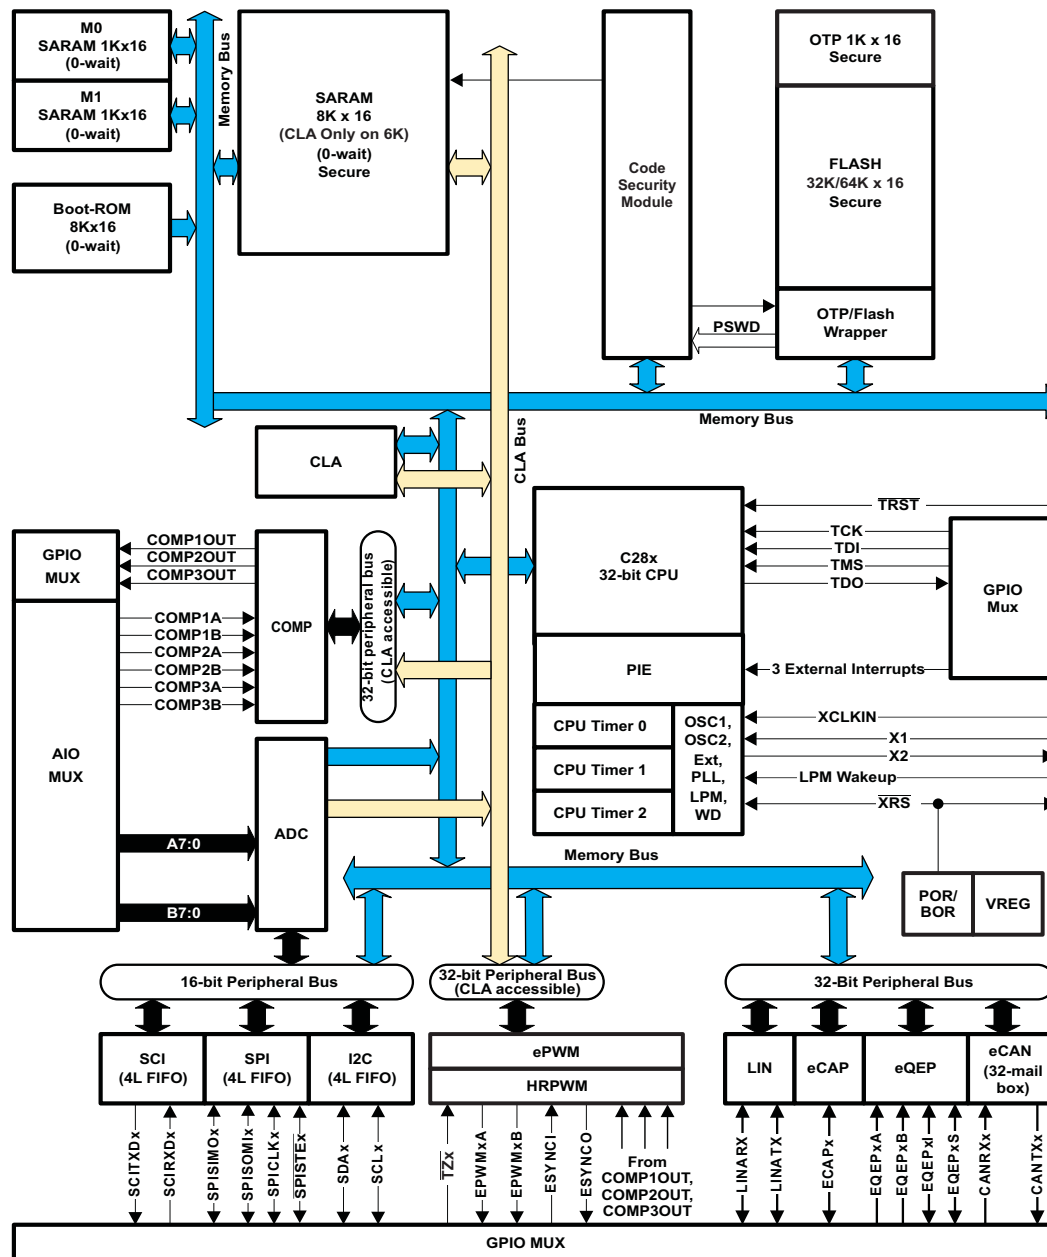 M0
SARAM 1Kx16
(0-wait)
M1
SARAM 1Kx16
(0-wait)
Boot-ROM
8Kx16
(0-wait)
Memory Bus
SARAM
8K x 16
(CLA Only on 6K)
(0-wait)
Secure
Code
Security
Module
OTP 1K x 16
Secure
FLASH
32K/64K x 16
Secure
OTP/Flash
Wrapper
PSWD
Memory Bus
CLA Bus
CLA
C28x
32-bit CPU
TRST
TCK
TDI
TMS
TDO
GPIO
Mux
GPIO
MUX
COMP1OUT
COMP2OUT
COMP3OUT
COMP1A
COMP1B
COMP2A
COMP2B
COMP3A
COMP3B
COMP
32-bit peripheral bus
(CLA accessible)
PIE
3 External Interrupts
CPU Timer 0
CPU Timer 1
CPU Timer 2
OSC1,
OSC2,
Ext,
PLL,
LPM,
WD
XCLKIN
X1
X2
LPM Wakeup
XRS
AIO
MUX
ADC
A7:0
B7:0
Memory Bus
POR/
BOR
VREG
16-bit Peripheral Bus
32-bit Peripheral Bus
(CLA accessible)
32-Bit Peripheral Bus
SCI
(4L FIFO)
SPI
(4L FIFO)
I2C
(4L FIFO)
ePWM
HRPWM
LIN
eCAP
eQEP
eCAN
(32-mail
box)
SCITXDx
SCIRXDx
SPISIMOx
SPISOMIx
SPICLKx
SPISTEx
SDAx
SCLx
TZx
EPWMxA
EPWMxB
ESYNCI
ESYNCO
From
COMP1OUT,
COMP2OUT,
COMP3OUT
LINARX
LINATX
ECAPx
EQEPxA
EQEPxB
EQEPxI
EQEPxS
CANRXx
CANTXx
GPIO MUX